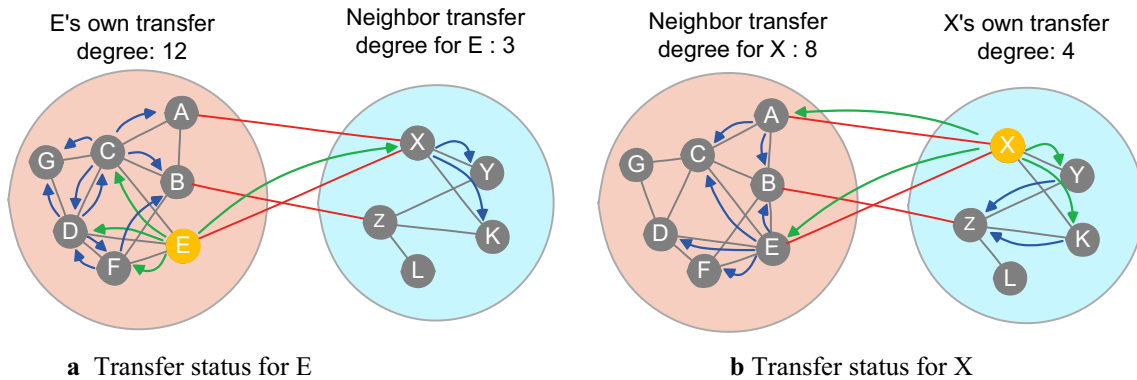 E's own transfer
degree: 12
Neighbor transfer
degree for E : 3
A
C
G
B
D
E
F
X
Y
Z
K
L
a Transfer status for E
Neighbor transfer
degree for X : 8
X's own transfer
degree: 4
A
C
G
B
D
E
F
X
Y
Z
K
L
b Transfer status for X